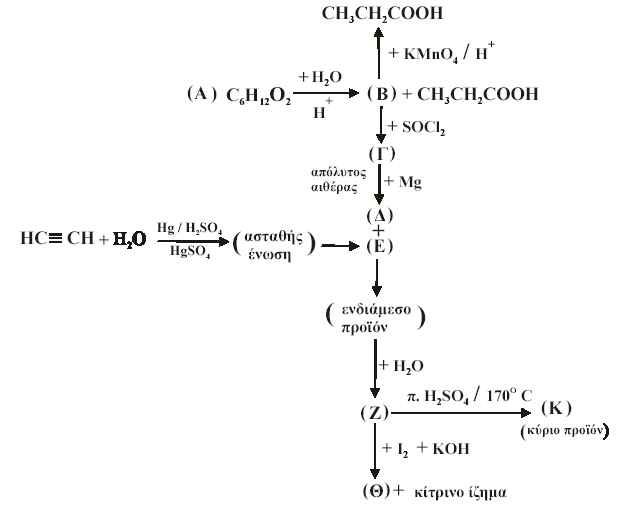 CH₃CH₂COOH
+ KMnO₄ / H⁺
(Α) C₆H₁₂O₂ + H₂O H⁺ (Β) + CH₃CH₂COOH
+ SOCl₂
(Γ)
απόλυτος αιθέρας + Mg
(Δ)
+
HC≡CH + H₂O Hg / H₂SO₄ HgSO₄ (ασταθής ένωση) (Ε)
(ενδιάμεσο προϊόν)
+ H₂O
(Ζ) π. H₂SO₄ / 170° C (Κ)
(κύριο προϊόν)
+ I₂ + KOH
(Θ) + κίτρινο ίζημα